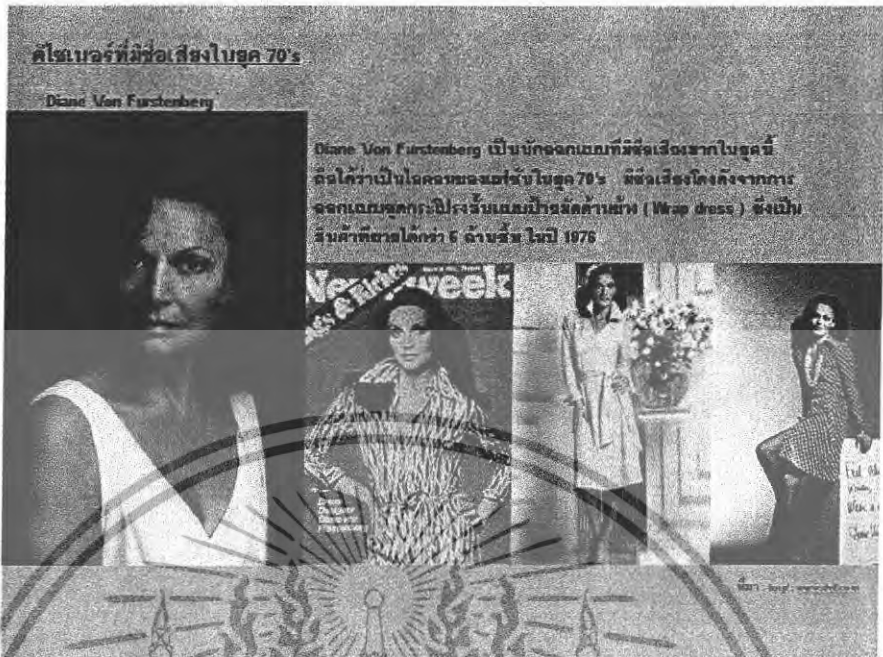 ดีไซเนอร์ที่มีชื่อเสียงในยุค 70's
Diane Von Furstenberg
Diane Von Furstenberg เป็นนักออกแบบที่มีชื่อเสียงมากในยุคนี้
ถือได้ว่าเป็นไอคอนของแฟชั่นในยุค 70's มีชื่อเสียงโด่งดังจากการ
ออกแบบชุดกระโปรงสั้นแบบป้ายผัดด้านข้าง ( Wrap dress ) ซึ่งเป็น
สินค้าที่ขายได้กว่า 5 ล้านชิ้น ในปี 1976
Newsweek
ที่มา :